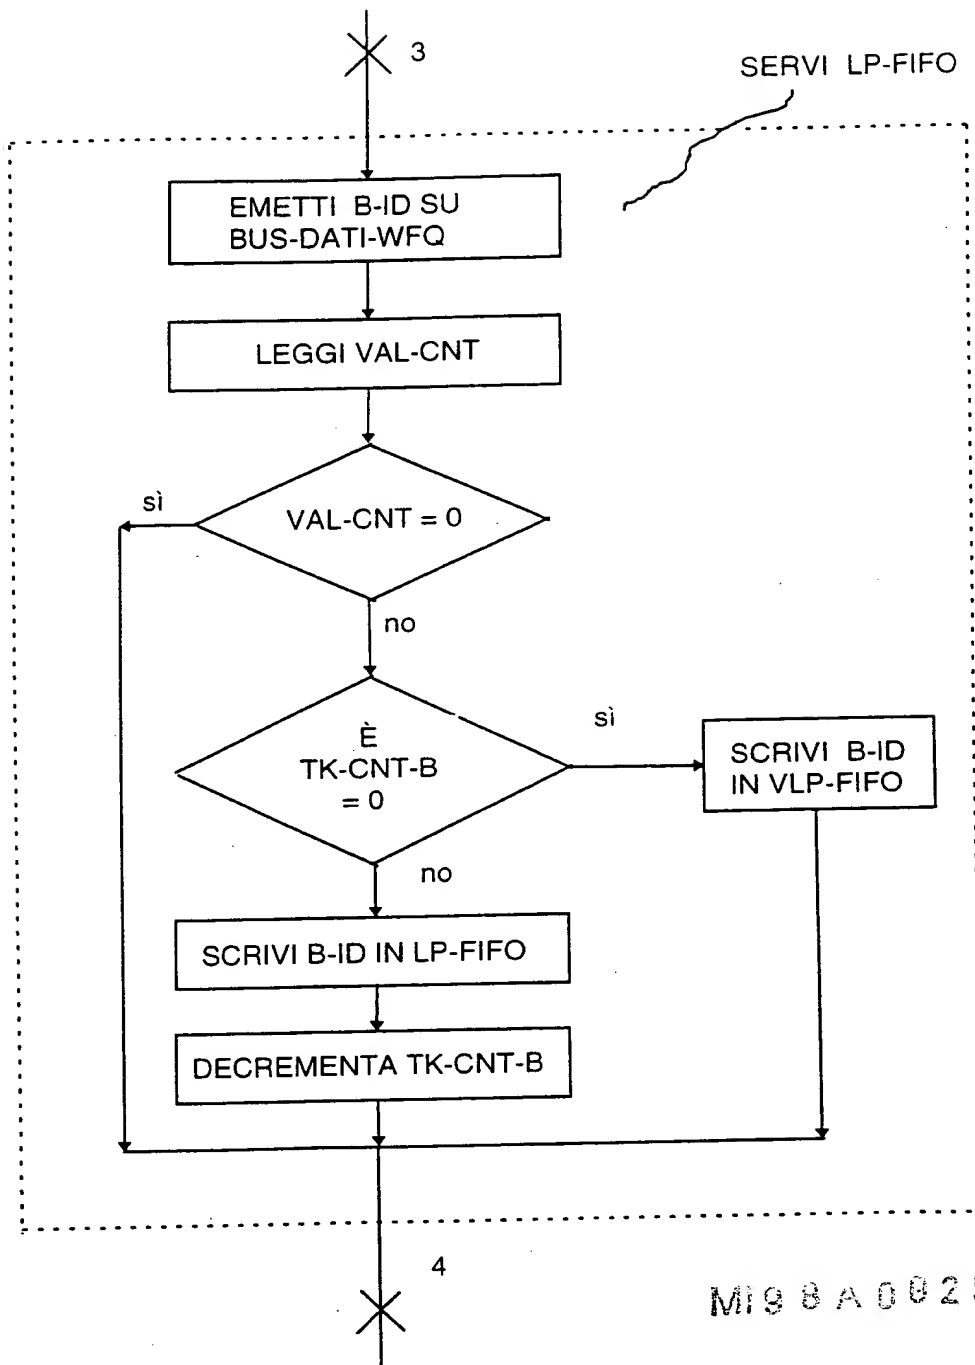 3
SERVI LP-FIFO
EMETTI B-ID SU
BUS-DATI-WFQ
LEGGI VAL-CNT
sì
VAL-CNT = 0
no
È
TK-CNT-B
= 0
sì
SCRIVI B-ID
IN VLP-FIFO
no
SCRIVI B-ID IN LP-FIFO
DECREMENTA TK-CNT-B
4
MI98A082